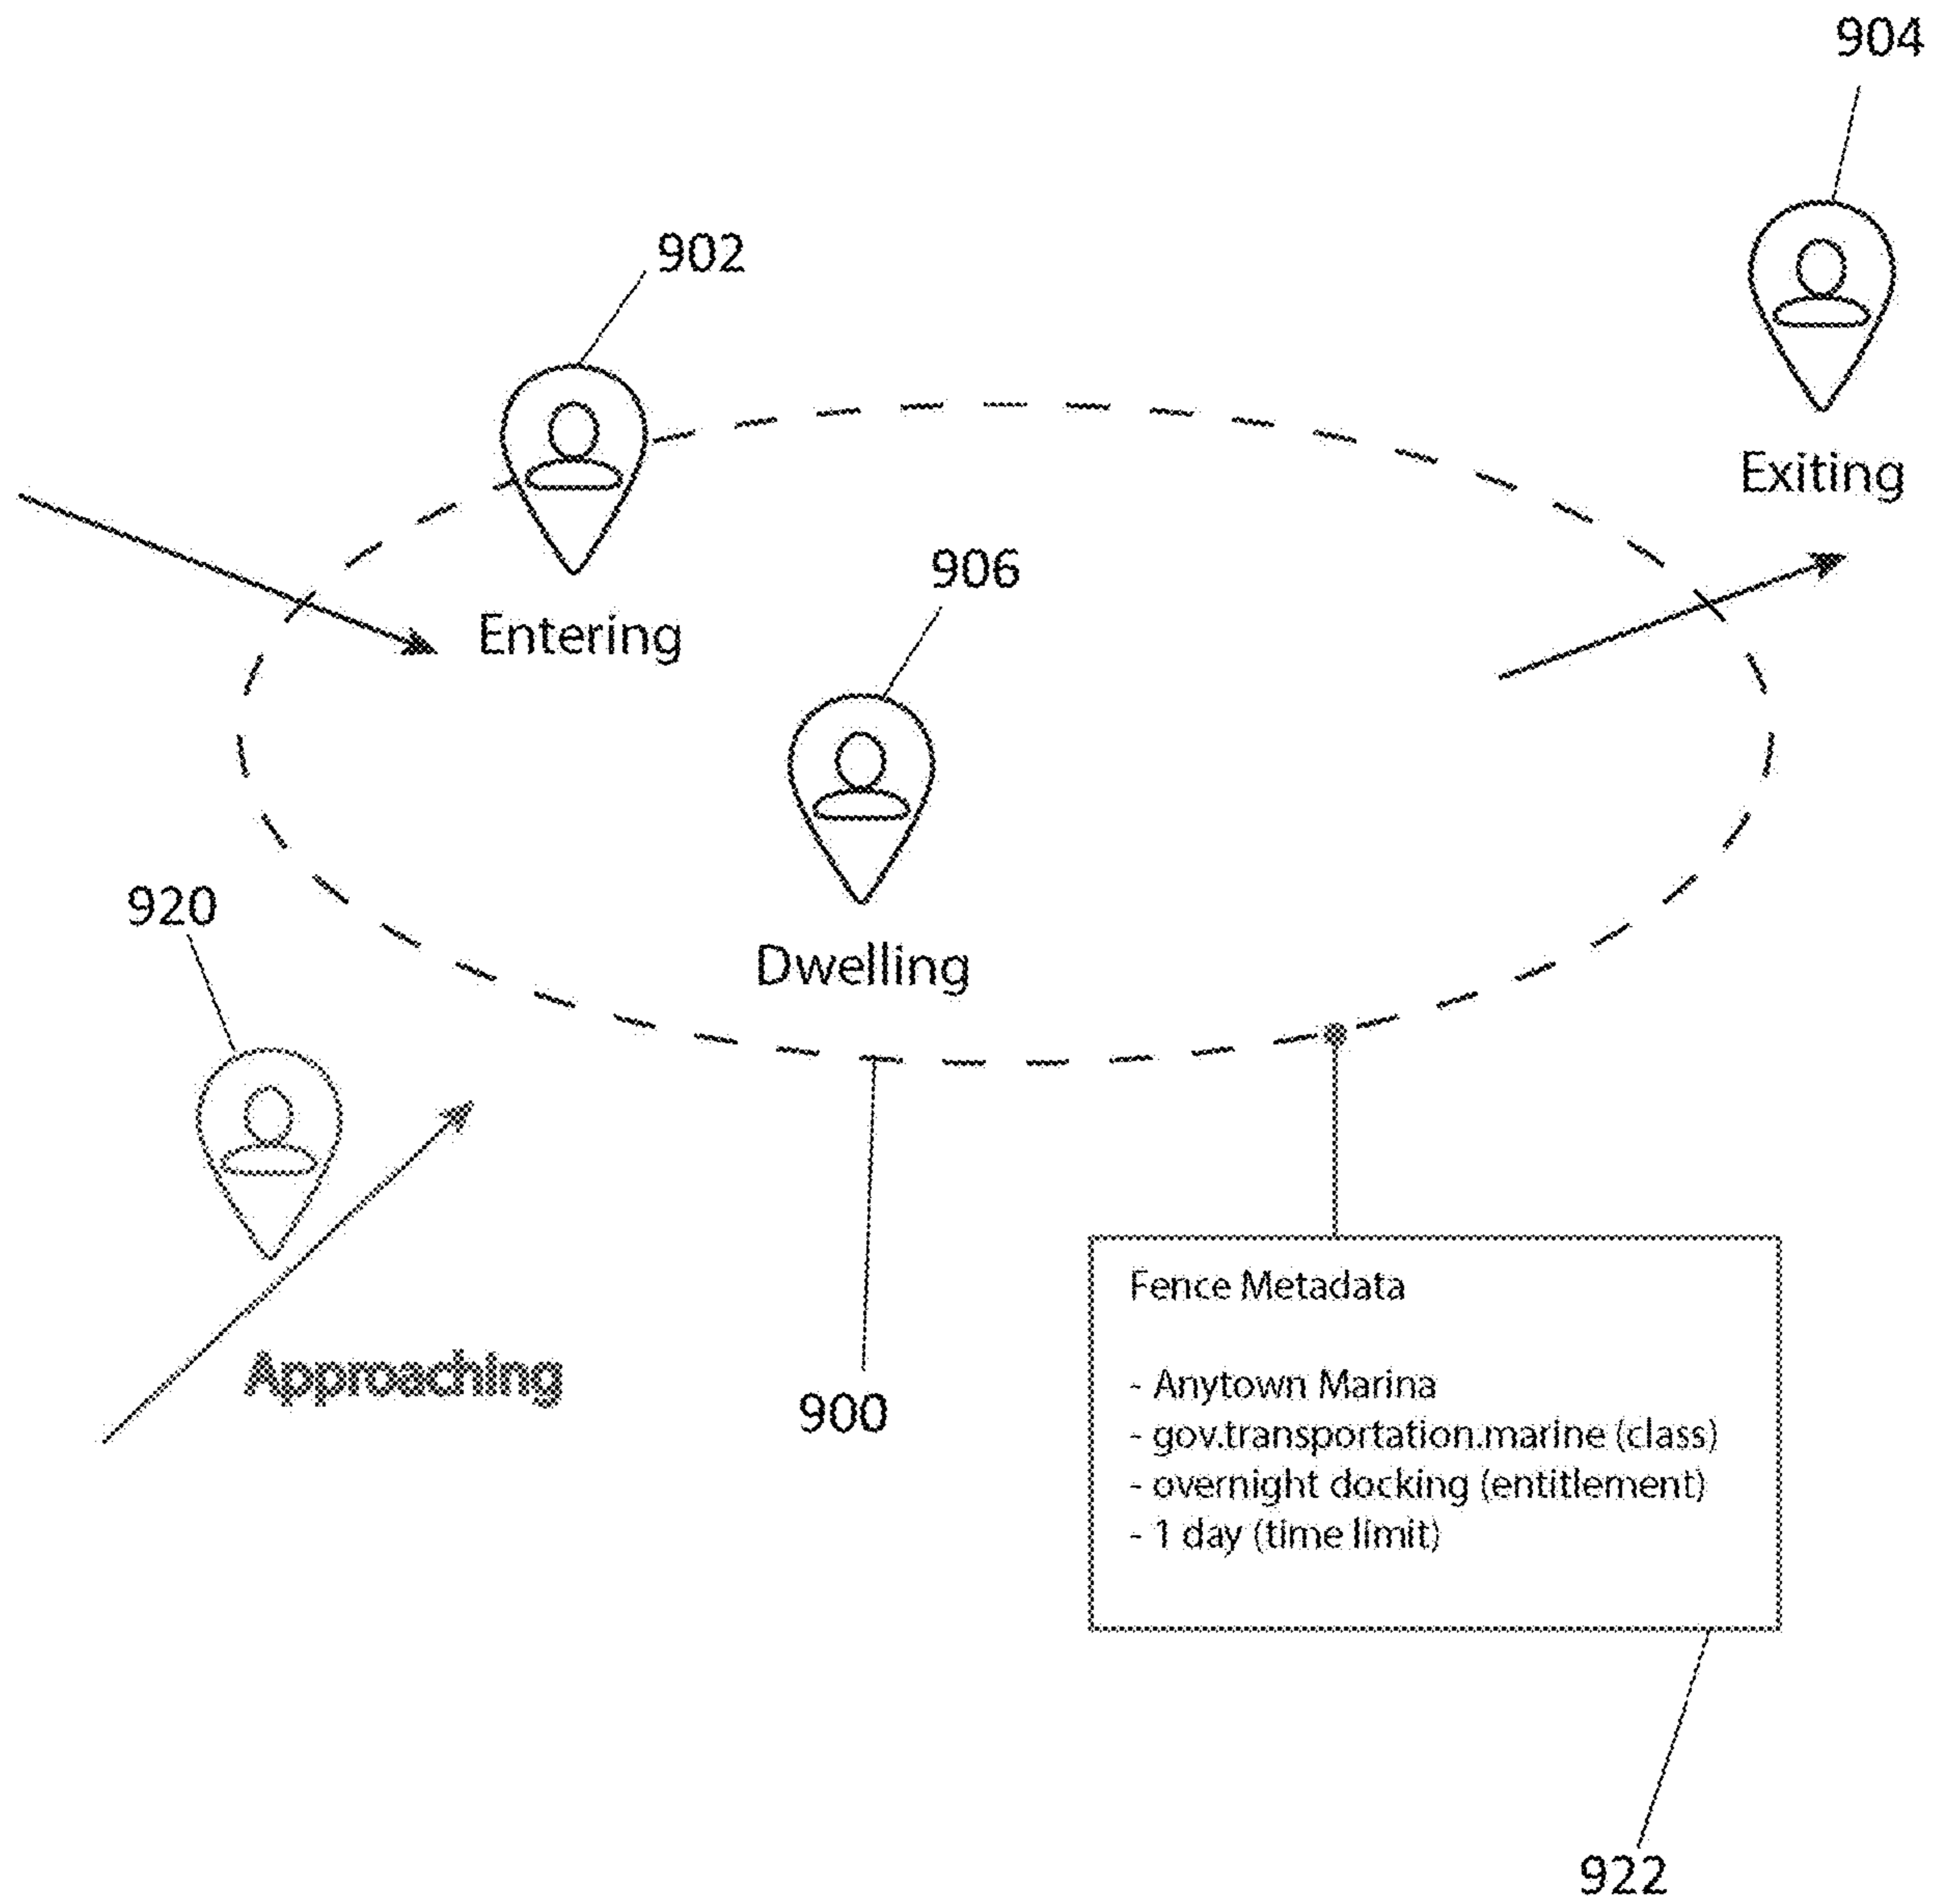 904
902
Exiting
906
Entering
920
Dwelling
Fence Metadata
Approaching
- Anytown Marina
900
- gov.transportation.marine (class)
- overnight docking (entitlement)
- 1 day (time limit)
922